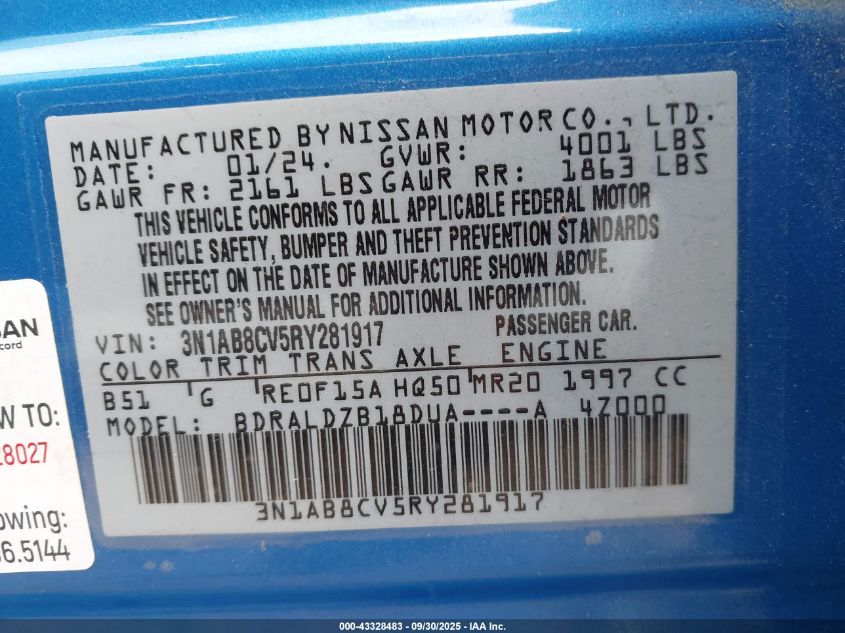 MANUFACTURED BY NISSAN MOTOR CO., LTD.
DATE: 01/24. GVWR: 4001 LBS
GAWR FR: 2161 LBS GAWR RR: 1863 LBS
THIS VEHICLE CONFORMS TO ALL APPLICABLE FEDERAL MOTOR
VEHICLE SAFETY, BUMPER AND THEFT PREVENTION STANDARDS
IN EFFECT ON THE DATE OF MANUFACTURE SHOWN ABOVE.
SEE OWNER'S MANUAL FOR ADDITIONAL INFORMATION.
VIN: 3N1AB8CV5RY281917 PASSENGER CAR.
COLOR TRIM TRANS AXLE ENGINE
B51 G RE0F15A HQ50 MR20 1997 CC
MODEL: BDRALDZB18DUA----A 4Z000
3N1AB8CV5RY281917
SAN
cord
W TO:
28027
owing:
36.5144
000-43328483 - 09/30/2025 - IAA Inc.